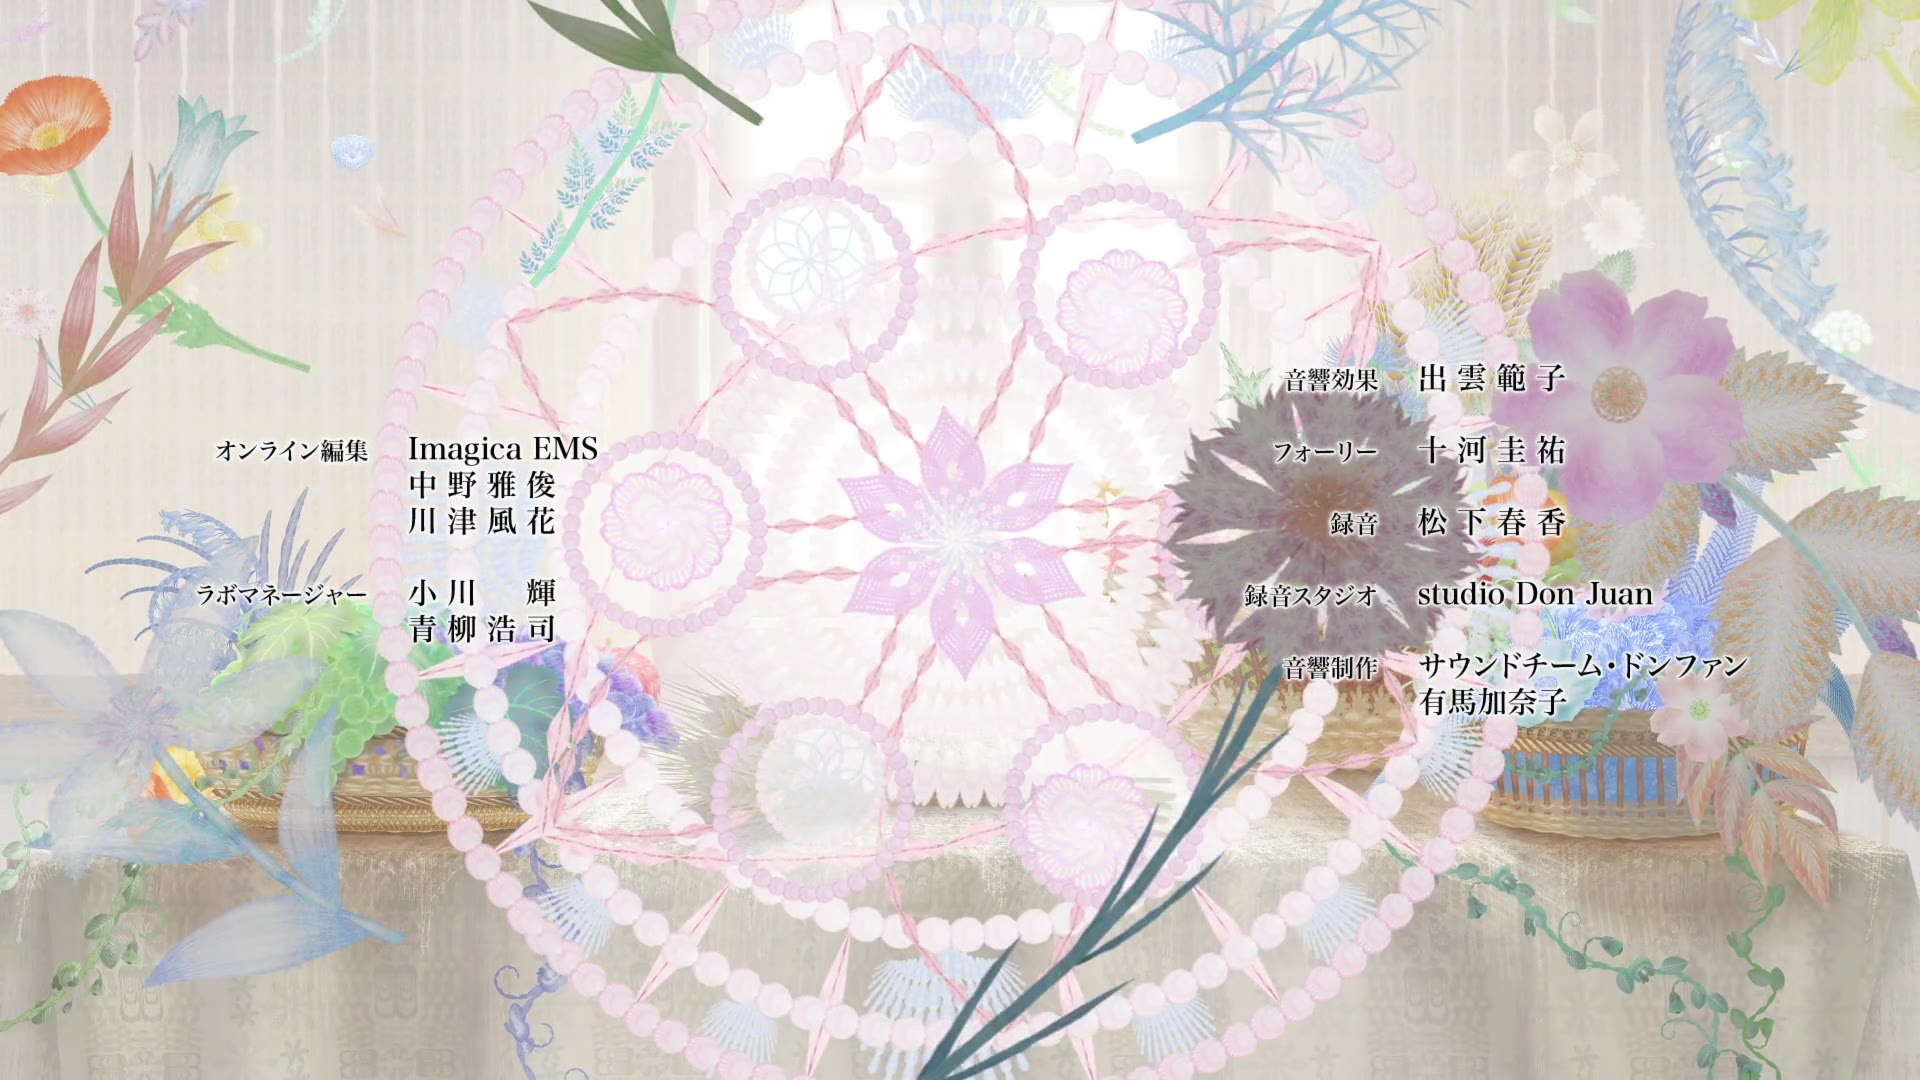 オンライン編集 Imagica EMS
中野雅俊
川津風花
ラボマネージャー 小川 輝
青柳浩司
音響効果 出雲範子
フォーリー 十河圭祐
録音 松下春香
録音スタジオ studio Don Juan
音響制作 サウンドチーム・ドンファン
有馬加奈子